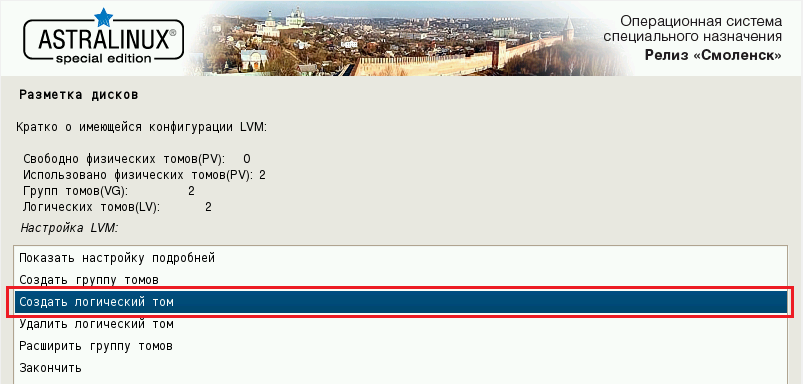 ASTRALINUX®
special edition
Операционная система
специального назначения
Релиз «Смоленск»
Разметка дисков
Кратко о имеющейся конфигурации LVM:
Свободно физических томов(PV): 0
Использовано физических томов(PV): 2
Групп томов(VG): 2
Логических томов(LV): 2
Настройка LVM:
Показать настройку подробней
Создать группу томов
Создать логический том
Удалить логический том
Расширить группу томов
Закончить